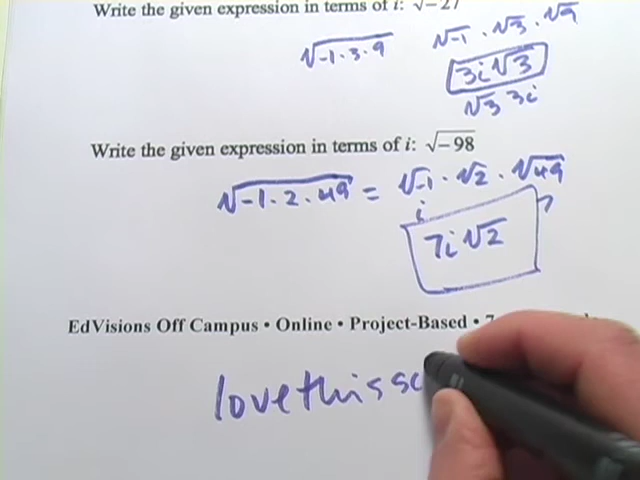 Write the given expression in terms of i: √-27
√-1·3·9 √-1 · √3 · √9
3i√3
√3 3i
Write the given expression in terms of i: √-98
√-1·2·49 = √-1 · √2 · √49
i 7
7i√2
EdVisions Off Campus • Online • Project-Based • 7
love this sc